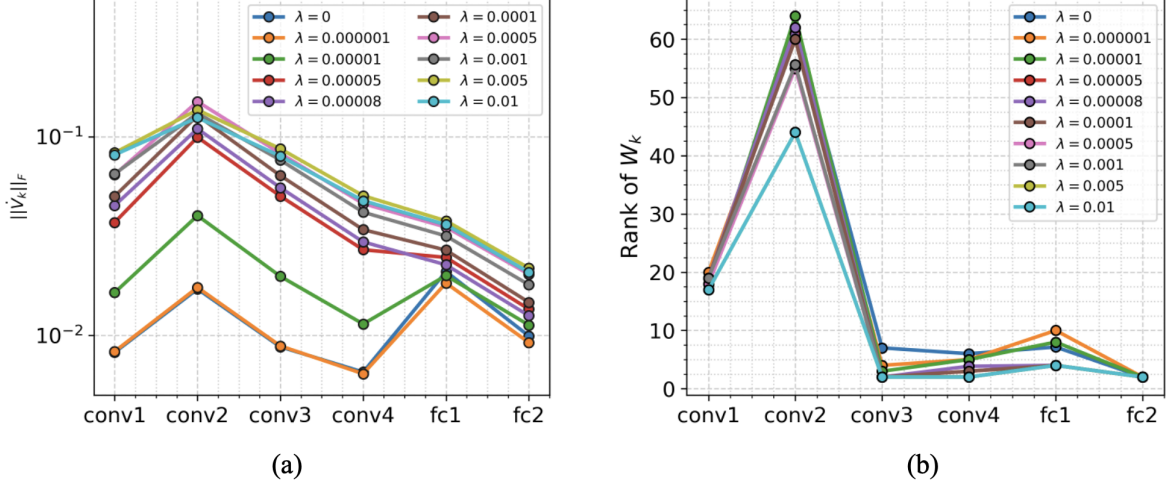 λ = 0
λ = 0.000001
λ = 0.00001
λ = 0.00005
λ = 0.00008
λ = 0.0001
λ = 0.0005
λ = 0.001
λ = 0.005
λ = 0.01
10⁻¹
10⁻²
||V̇ₖ||F
conv1 conv2 conv3 conv4 fc1 fc2
(a)
λ = 0
λ = 0.000001
λ = 0.00001
λ = 0.00005
λ = 0.00008
λ = 0.0001
λ = 0.0005
λ = 0.001
λ = 0.005
λ = 0.01
60
50
40
30
20
10
0
Rank of Wₖ
conv1 conv2 conv3 conv4 fc1 fc2
(b)